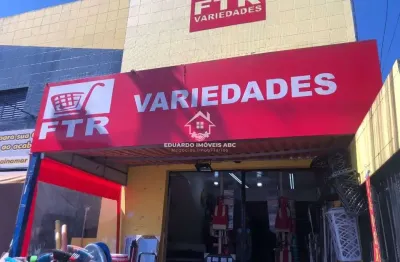 FTR
VARIEDADES
FTR
VARIEDADES
EDUARDO IMÓVEIS ABC